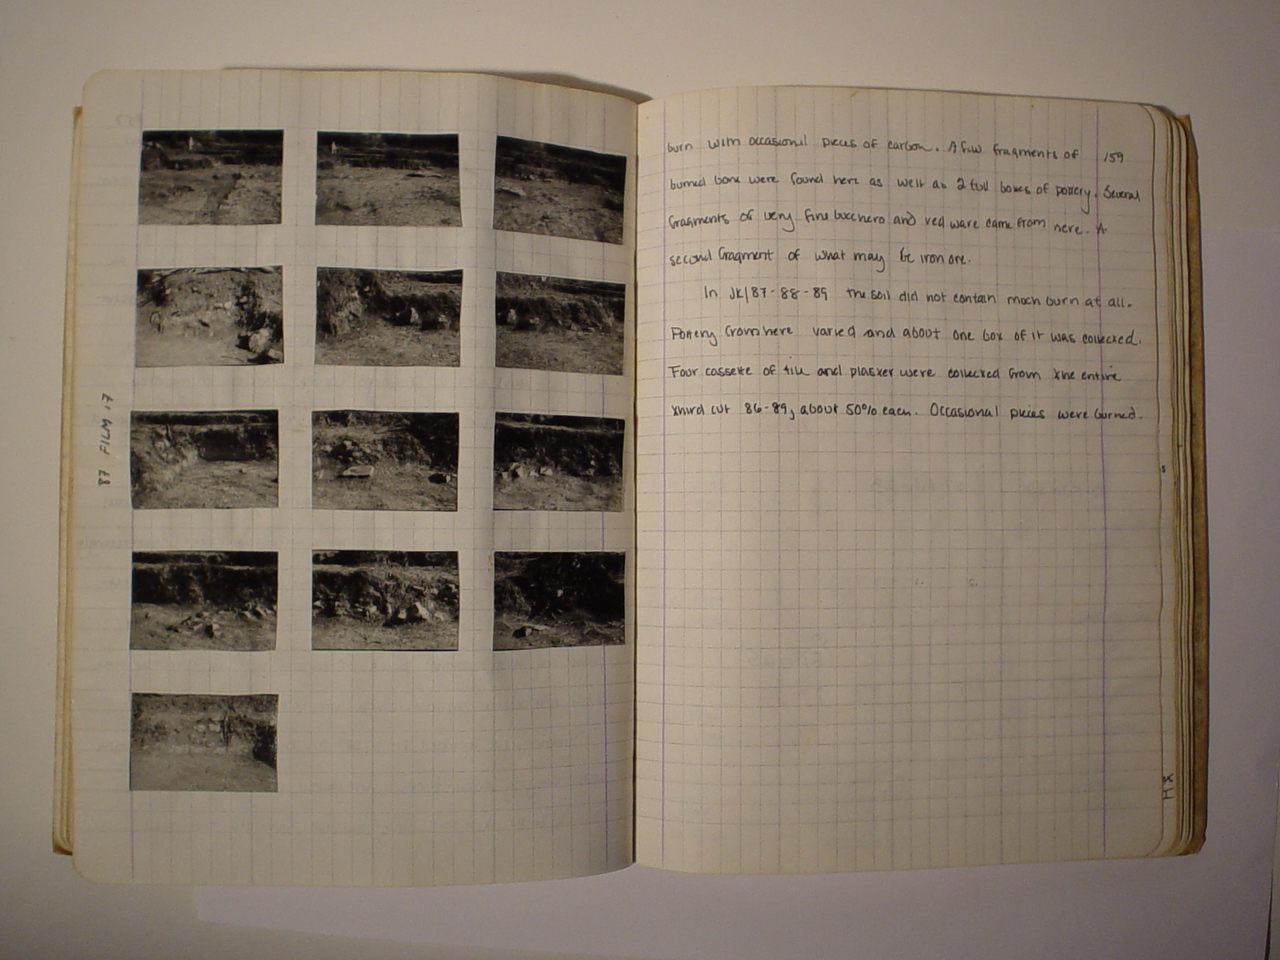 87 FILM 17
burn with occasional pieces of carbon. A few fragments of 159
burned bone were found here as well as 2 full boxes of pottery. Several
fragments of very fine bucchero and red ware came from here. A
second fragment of what may be iron ore.
In JK/87-88-89 the soil did not contain much burn at all.
Pottery from here varied and about one box of it was collected.
Four cassette of tile and plaster were collected from the entire
third cut 86-89, about 50% each. Occasional pieces were burned.